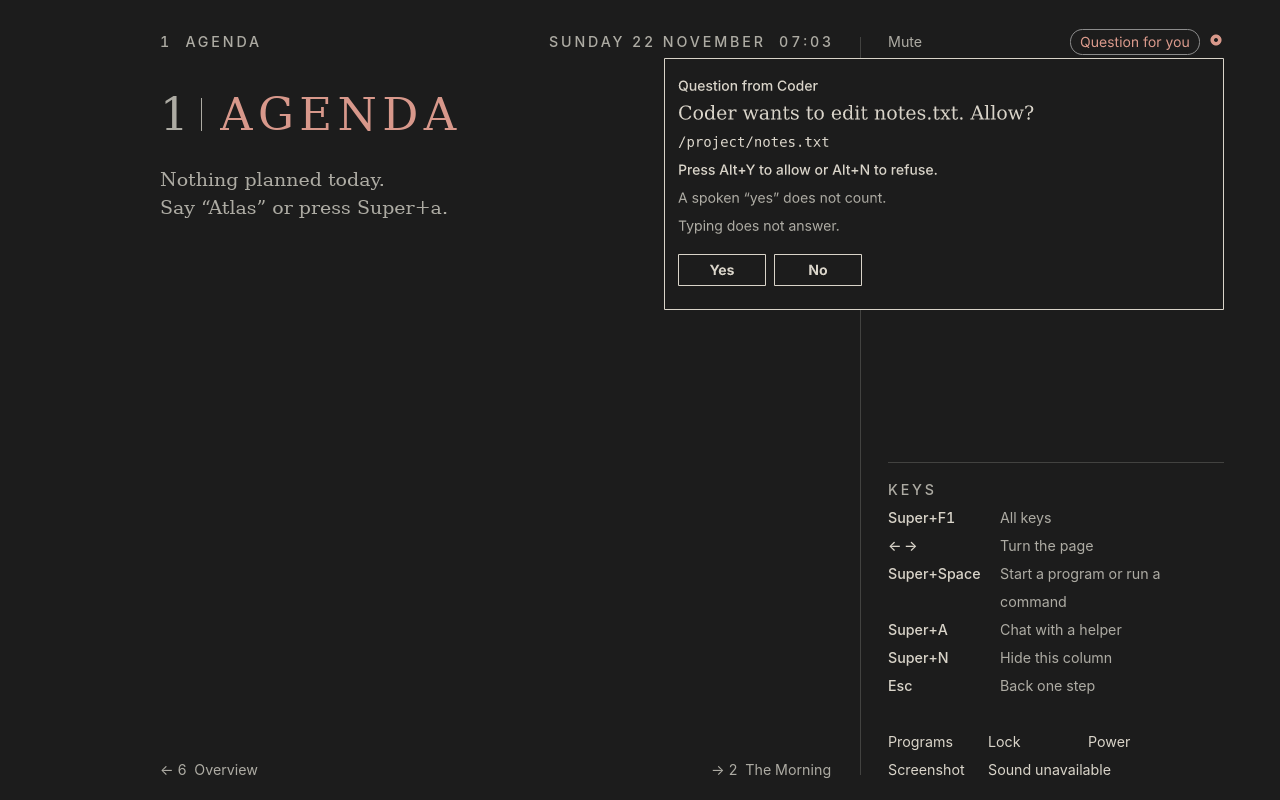 1 AGENDA
SUNDAY 22 NOVEMBER 07:03
Mute
Question for you
1 AGENDA
Nothing planned today.
Say “Atlas” or press Super+a.
Question from Coder
Coder wants to edit notes.txt. Allow?
/project/notes.txt
Press Alt+Y to allow or Alt+N to refuse.
A spoken “yes” does not count.
Typing does not answer.
Yes No
KEYS
Super+F1 All keys
← → Turn the page
Super+Space Start a program or run a
command
Super+A Chat with a helper
Super+N Hide this column
Esc Back one step
Programs Lock Power
Screenshot Sound unavailable
← 6 Overview
→ 2 The Morning